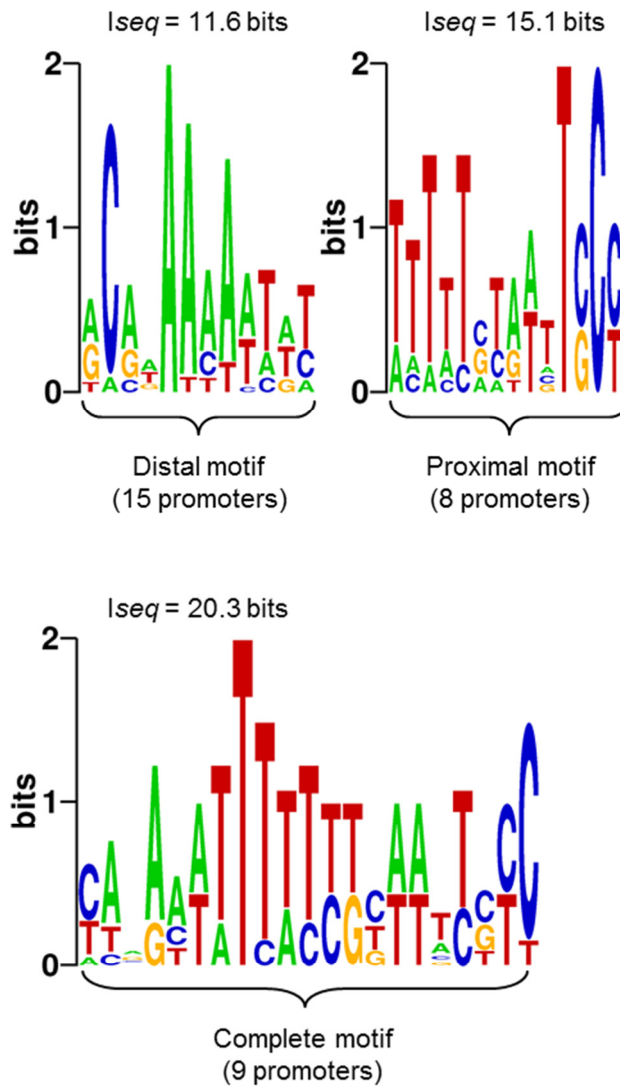 Iseq = 11.6 bits
Iseq = 15.1 bits
2
1
0
bits
2
1
0
bits
Distal motif
(15 promoters)
Proximal motif
(8 promoters)
Iseq = 20.3 bits
2
1
0
bits
Complete motif
(9 promoters)